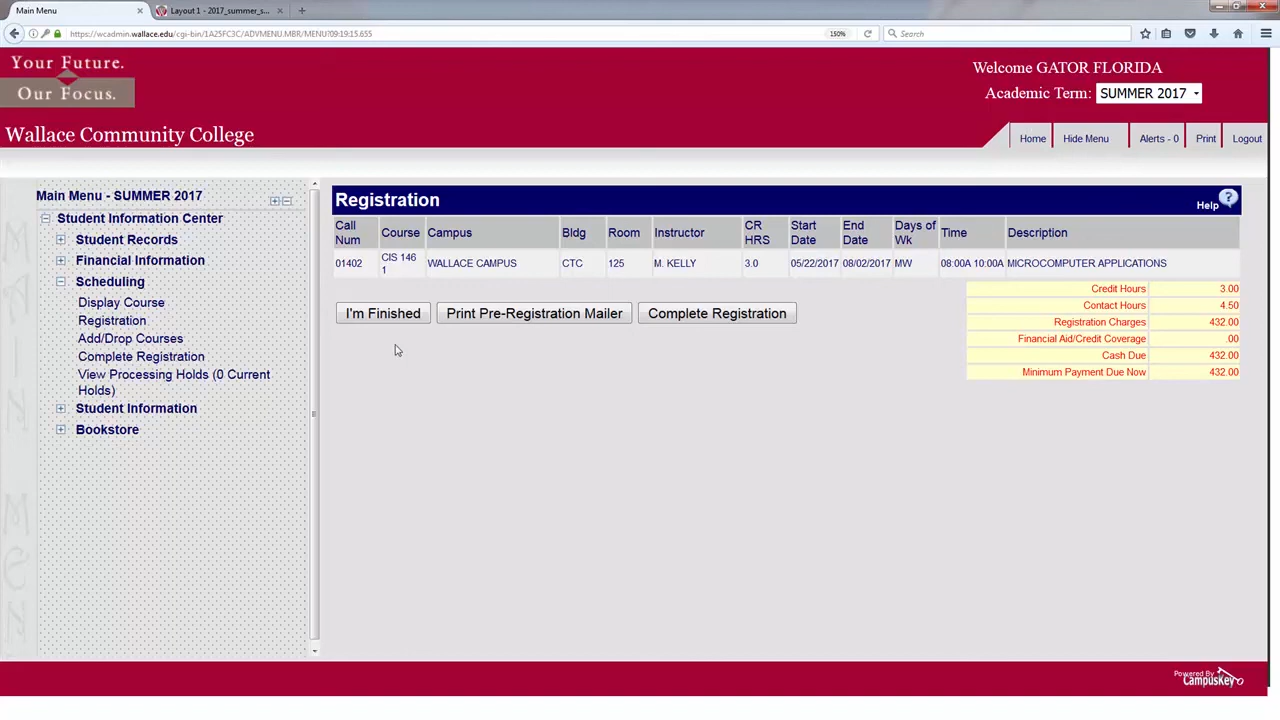 Main Menu
Layout 1 - 2017_summer_s...
https://wcadmin.wallace.edu/cgi-bin/1A25FC3C/ADVMENU.MBR/MENU?09:19:15.655
150%
Search
Your Future.
Our Focus.
Welcome GATOR FLORIDA
Academic Term: SUMMER 2017
Wallace Community College
Home
Hide Menu
Alerts - 0
Print
Logout
MAIN MEN
Main Menu - SUMMER 2017
Student Information Center
Student Records
Financial Information
Scheduling
Display Course
Registration
Add/Drop Courses
Complete Registration
View Processing Holds (0 Current
Holds)
Student Information
Bookstore
Registration
Help
Call Num Course Campus Bldg Room Instructor CR HRS Start Date End Date Days of Wk Time Description
01402 CIS 146 1 WALLACE CAMPUS CTC 125 M. KELLY 3.0 05/22/2017 08/02/2017 MW 08:00A 10:00A MICROCOMPUTER APPLICATIONS
I'm Finished
Print Pre-Registration Mailer
Complete Registration
Credit Hours 3.00
Contact Hours 4.50
Registration Charges 432.00
Financial Aid/Credit Coverage .00
Cash Due 432.00
Minimum Payment Due Now 432.00
Powered By
CampusKey